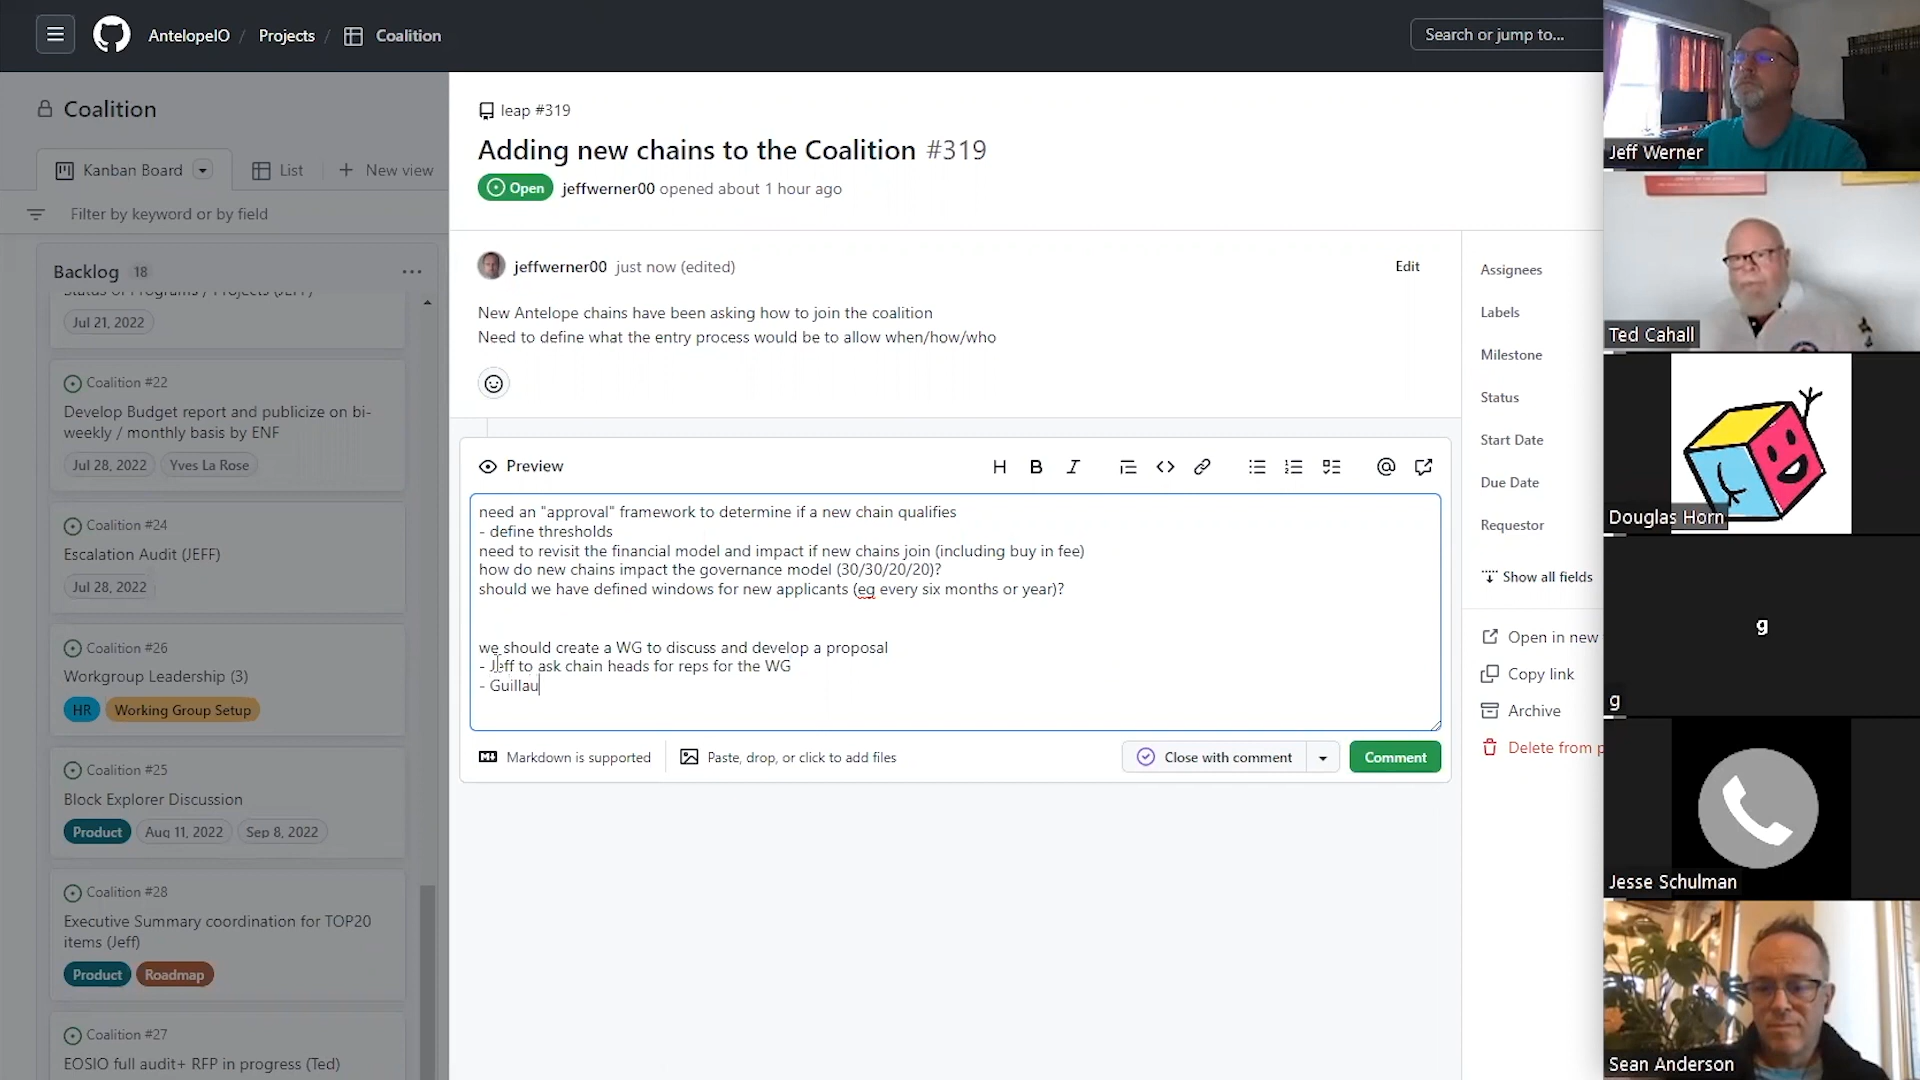 AntelopeIO / Projects / Coalition
Search or jump to...
Coalition
Kanban Board
List
New view
Filter by keyword or by field
Backlog 18
Status of Programs / Projects (JEFF)
Jul 21, 2022
Coalition #22
Develop Budget report and publicize on bi-
weekly / monthly basis by ENF
Jul 28, 2022 Yves La Rose
Coalition #24
Escalation Audit (JEFF)
Jul 28, 2022
Coalition #26
Workgroup Leadership (3)
HR Working Group Setup
Coalition #25
Block Explorer Discussion
Product Aug 11, 2022 Sep 8, 2022
Coalition #28
Executive Summary coordination for TOP20
items (Jeff)
Product Roadmap
Coalition #27
EOSIO full audit+ RFP in progress (Ted)
leap #319
Adding new chains to the Coalition #319
Open jeffwerner00 opened about 1 hour ago
jeffwerner00 just now (edited)
Edit
New Antelope chains have been asking how to join the coalition
Need to define what the entry process would be to allow when/how/who
Preview
H B I
need an "approval" framework to determine if a new chain qualifies
- define thresholds
need to revisit the financial model and impact if new chains join (including buy in fee)
how do new chains impact the governance model (30/30/20/20)?
should we have defined windows for new applicants (eg every six months or year)?
we should create a WG to discuss and develop a proposal
- Jeff to ask chain heads for reps for the WG
- Guillau
Markdown is supported
Paste, drop, or click to add files
Close with comment
Comment
Assignees
Labels
Milestone
Status
Start Date
Due Date
Requestor
Show all fields
Open in new
Copy link
Archive
Delete from p
Jeff Werner
Ted Cahall
Douglas Horn
g
g
Jesse Schulman
Sean Anderson